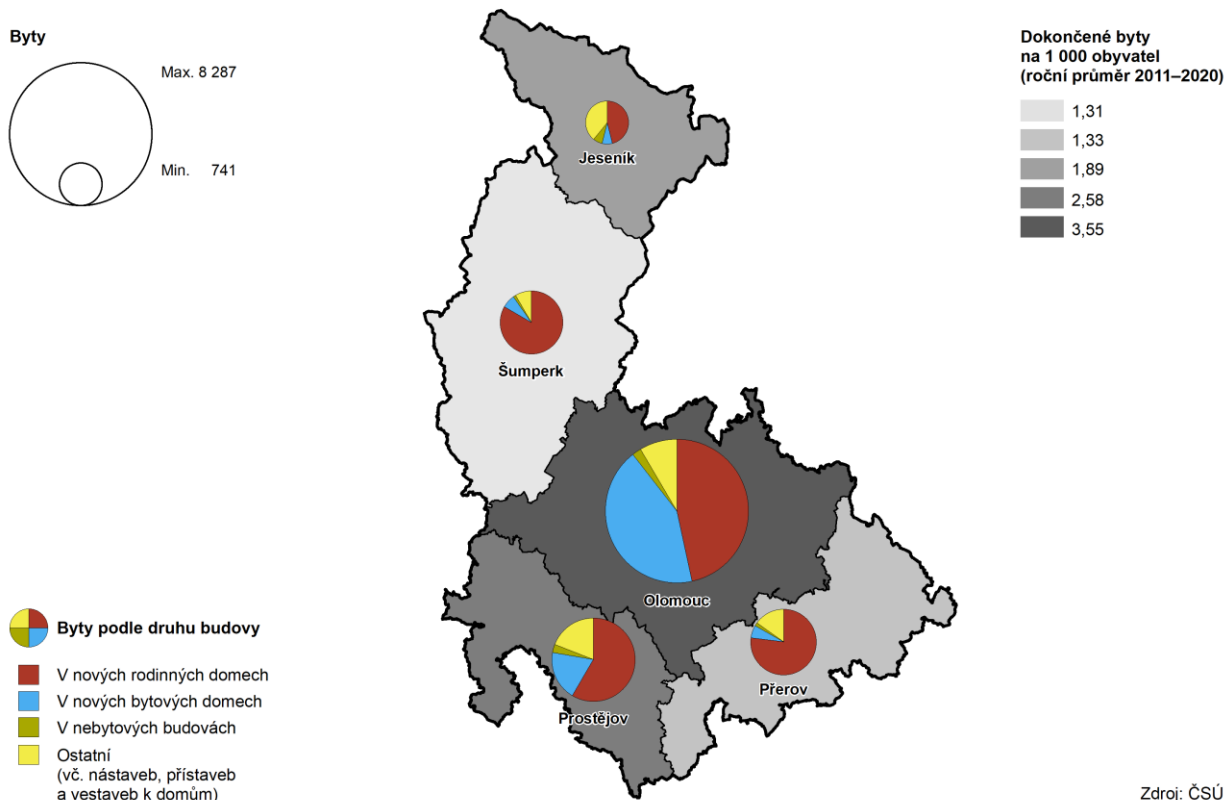 Byty
Max. 8 287
Min. 741
Dokončené byty
na 1 000 obyvatel
(roční průměr 2011–2020)
1,31
1,33
1,89
2,58
3,55
Jeseník
Šumperk
Olomouc
Prostějov
Přerov
Byty podle druhu budovy
V nových rodinných domech
V nových bytových domech
V nebytových budovách
Ostatní
(vč. nástaveb, přístaveb
a vestaveb k domům)
Zdroj: ČSÚ